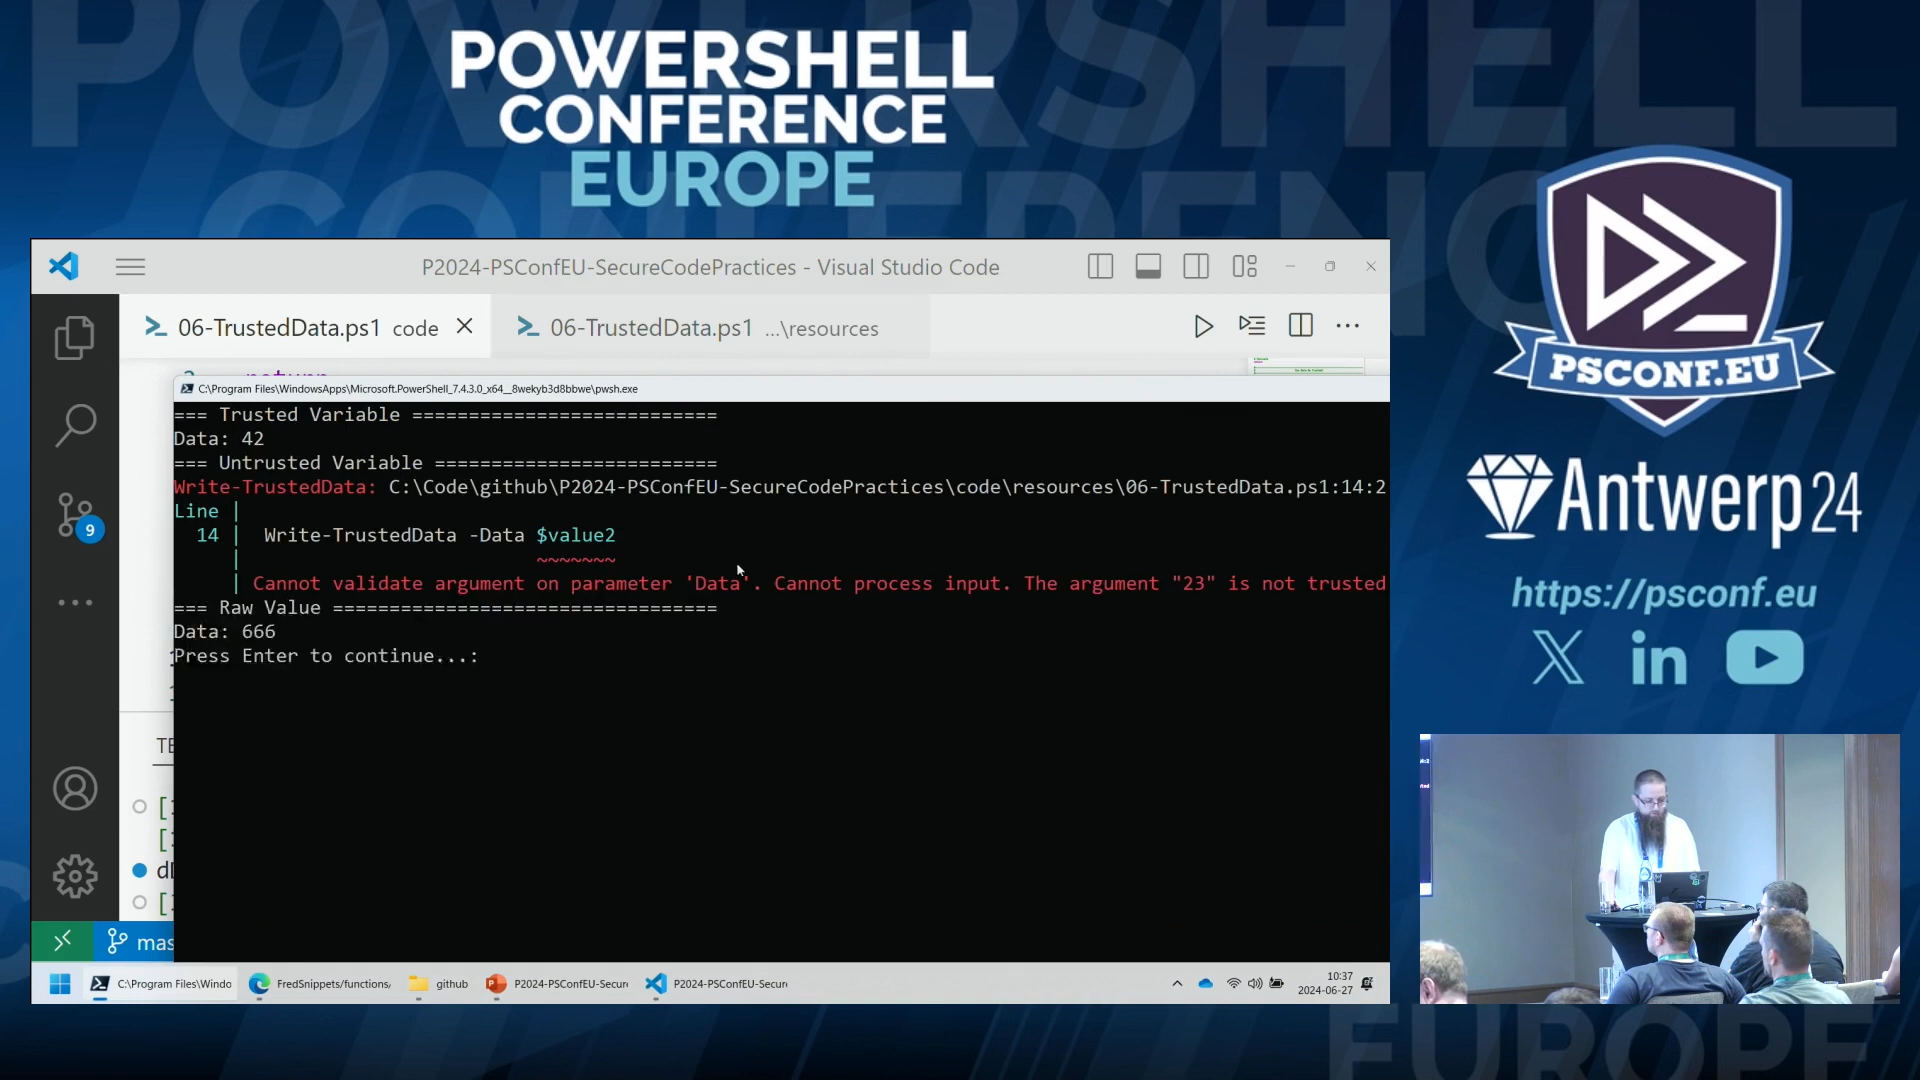 POWERSHELL
CONFERENCE
EUROPE
P2024-PSConfEU-SecureCodePractices - Visual Studio Code
06-TrustedData.ps1 code
06-TrustedData.ps1 ...\resources
C:\Program Files\WindowsApps\Microsoft.PowerShell_7.4.3.0_x64__8wekyb3d8bbwe\pwsh.exe
=== Trusted Variable ===========================
Data: 42
=== Untrusted Variable =========================
Write-TrustedData: C:\Code\github\P2024-PSConfEU-SecureCodePractices\code\resources\06-TrustedData.ps1:14:2
Line |
14 | Write-TrustedData -Data $value2
| ~~~~~~~
| Cannot validate argument on parameter 'Data'. Cannot process input. The argument "23" is not trusted
=== Raw Value ==================================
Data: 666
Press Enter to continue...:
9
mas
C:\Program Files\Windo
FredSnippets/functions,
github
P2024-PSConfEU-Secure
P2024-PSConfEU-Secur
10:37
2024-06-27
PSCONF.EU
Antwerp 24
https://psconf.eu
in